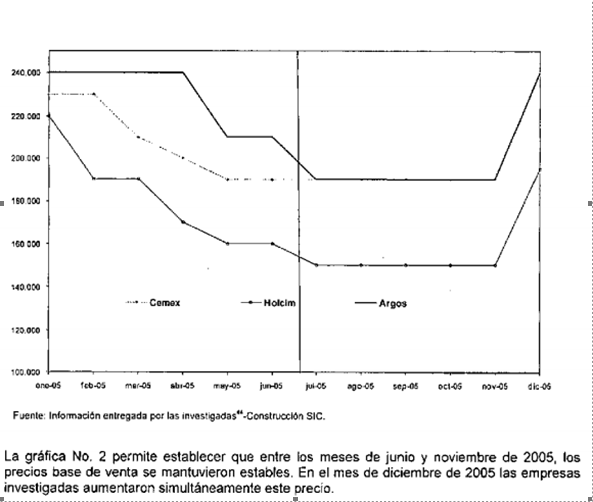 240.000
220.000
200.000
180.000
160.000
140.000
120.000
100.000
Cemex
Holcim
Argos
ene-05 feb-05 mar-05 abr-05 may-05 jun-05 jul-05 ago-05 sep-05 oct-05 nov-05 dic-05
Fuente: Información entregada por las investigadas⁴⁴-Construcción SIC.
La gráfica No. 2 permite establecer que entre los meses de junio y noviembre de 2005, los
precios base de venta se mantuvieron estables. En el mes de diciembre de 2005 las empresas
investigadas aumentaron simultáneamente este precio.